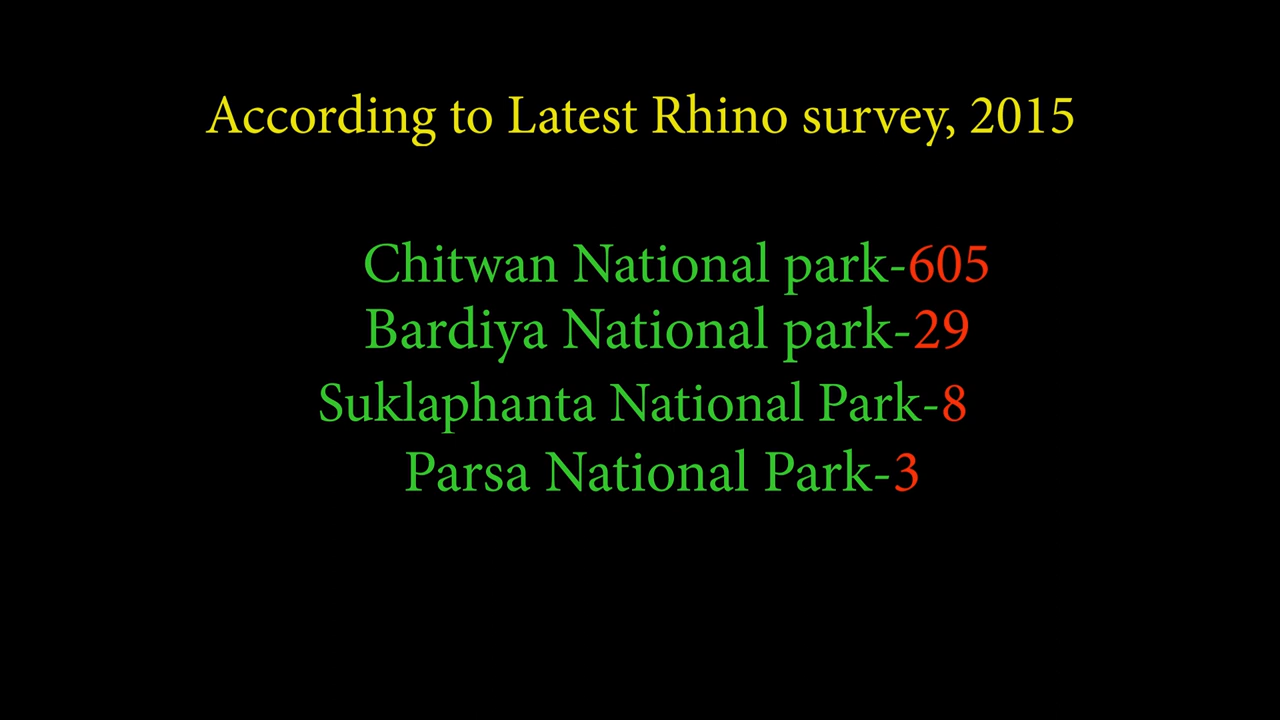 According to Latest Rhino survey, 2015
Chitwan National park-605
Bardiya National park-29
Suklaphanta National Park-8
Parsa National Park-3